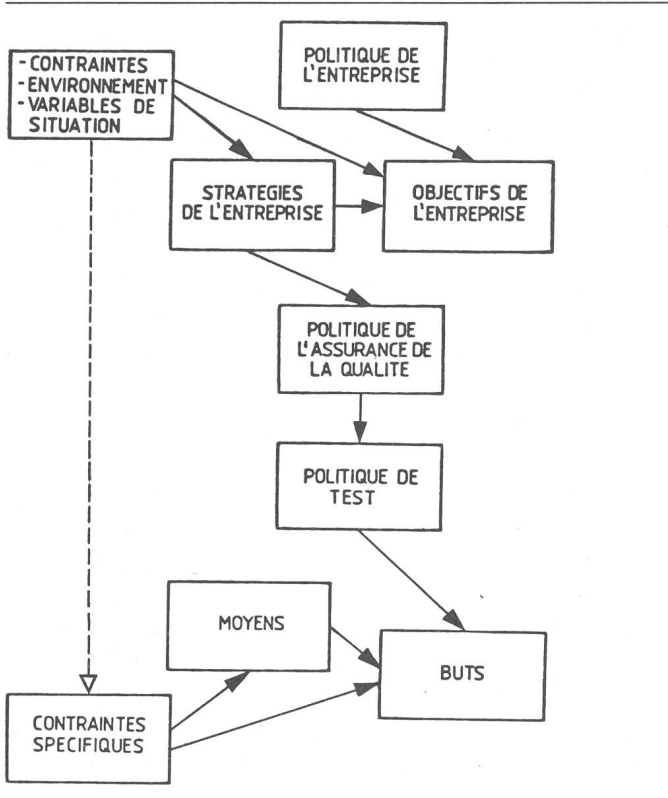 - CONTRAINTES
- ENVIRONNEMENT
- VARIABLES DE
SITUATION
POLITIQUE DE
L'ENTREPRISE
STRATEGIES
DE L'ENTREPRISE
OBJECTIFS DE
L'ENTREPRISE
POLITIQUE DE
L'ASSURANCE DE
LA QUALITE
POLITIQUE DE
TEST
MOYENS
BUTS
CONTRAINTES
SPECIFIQUES